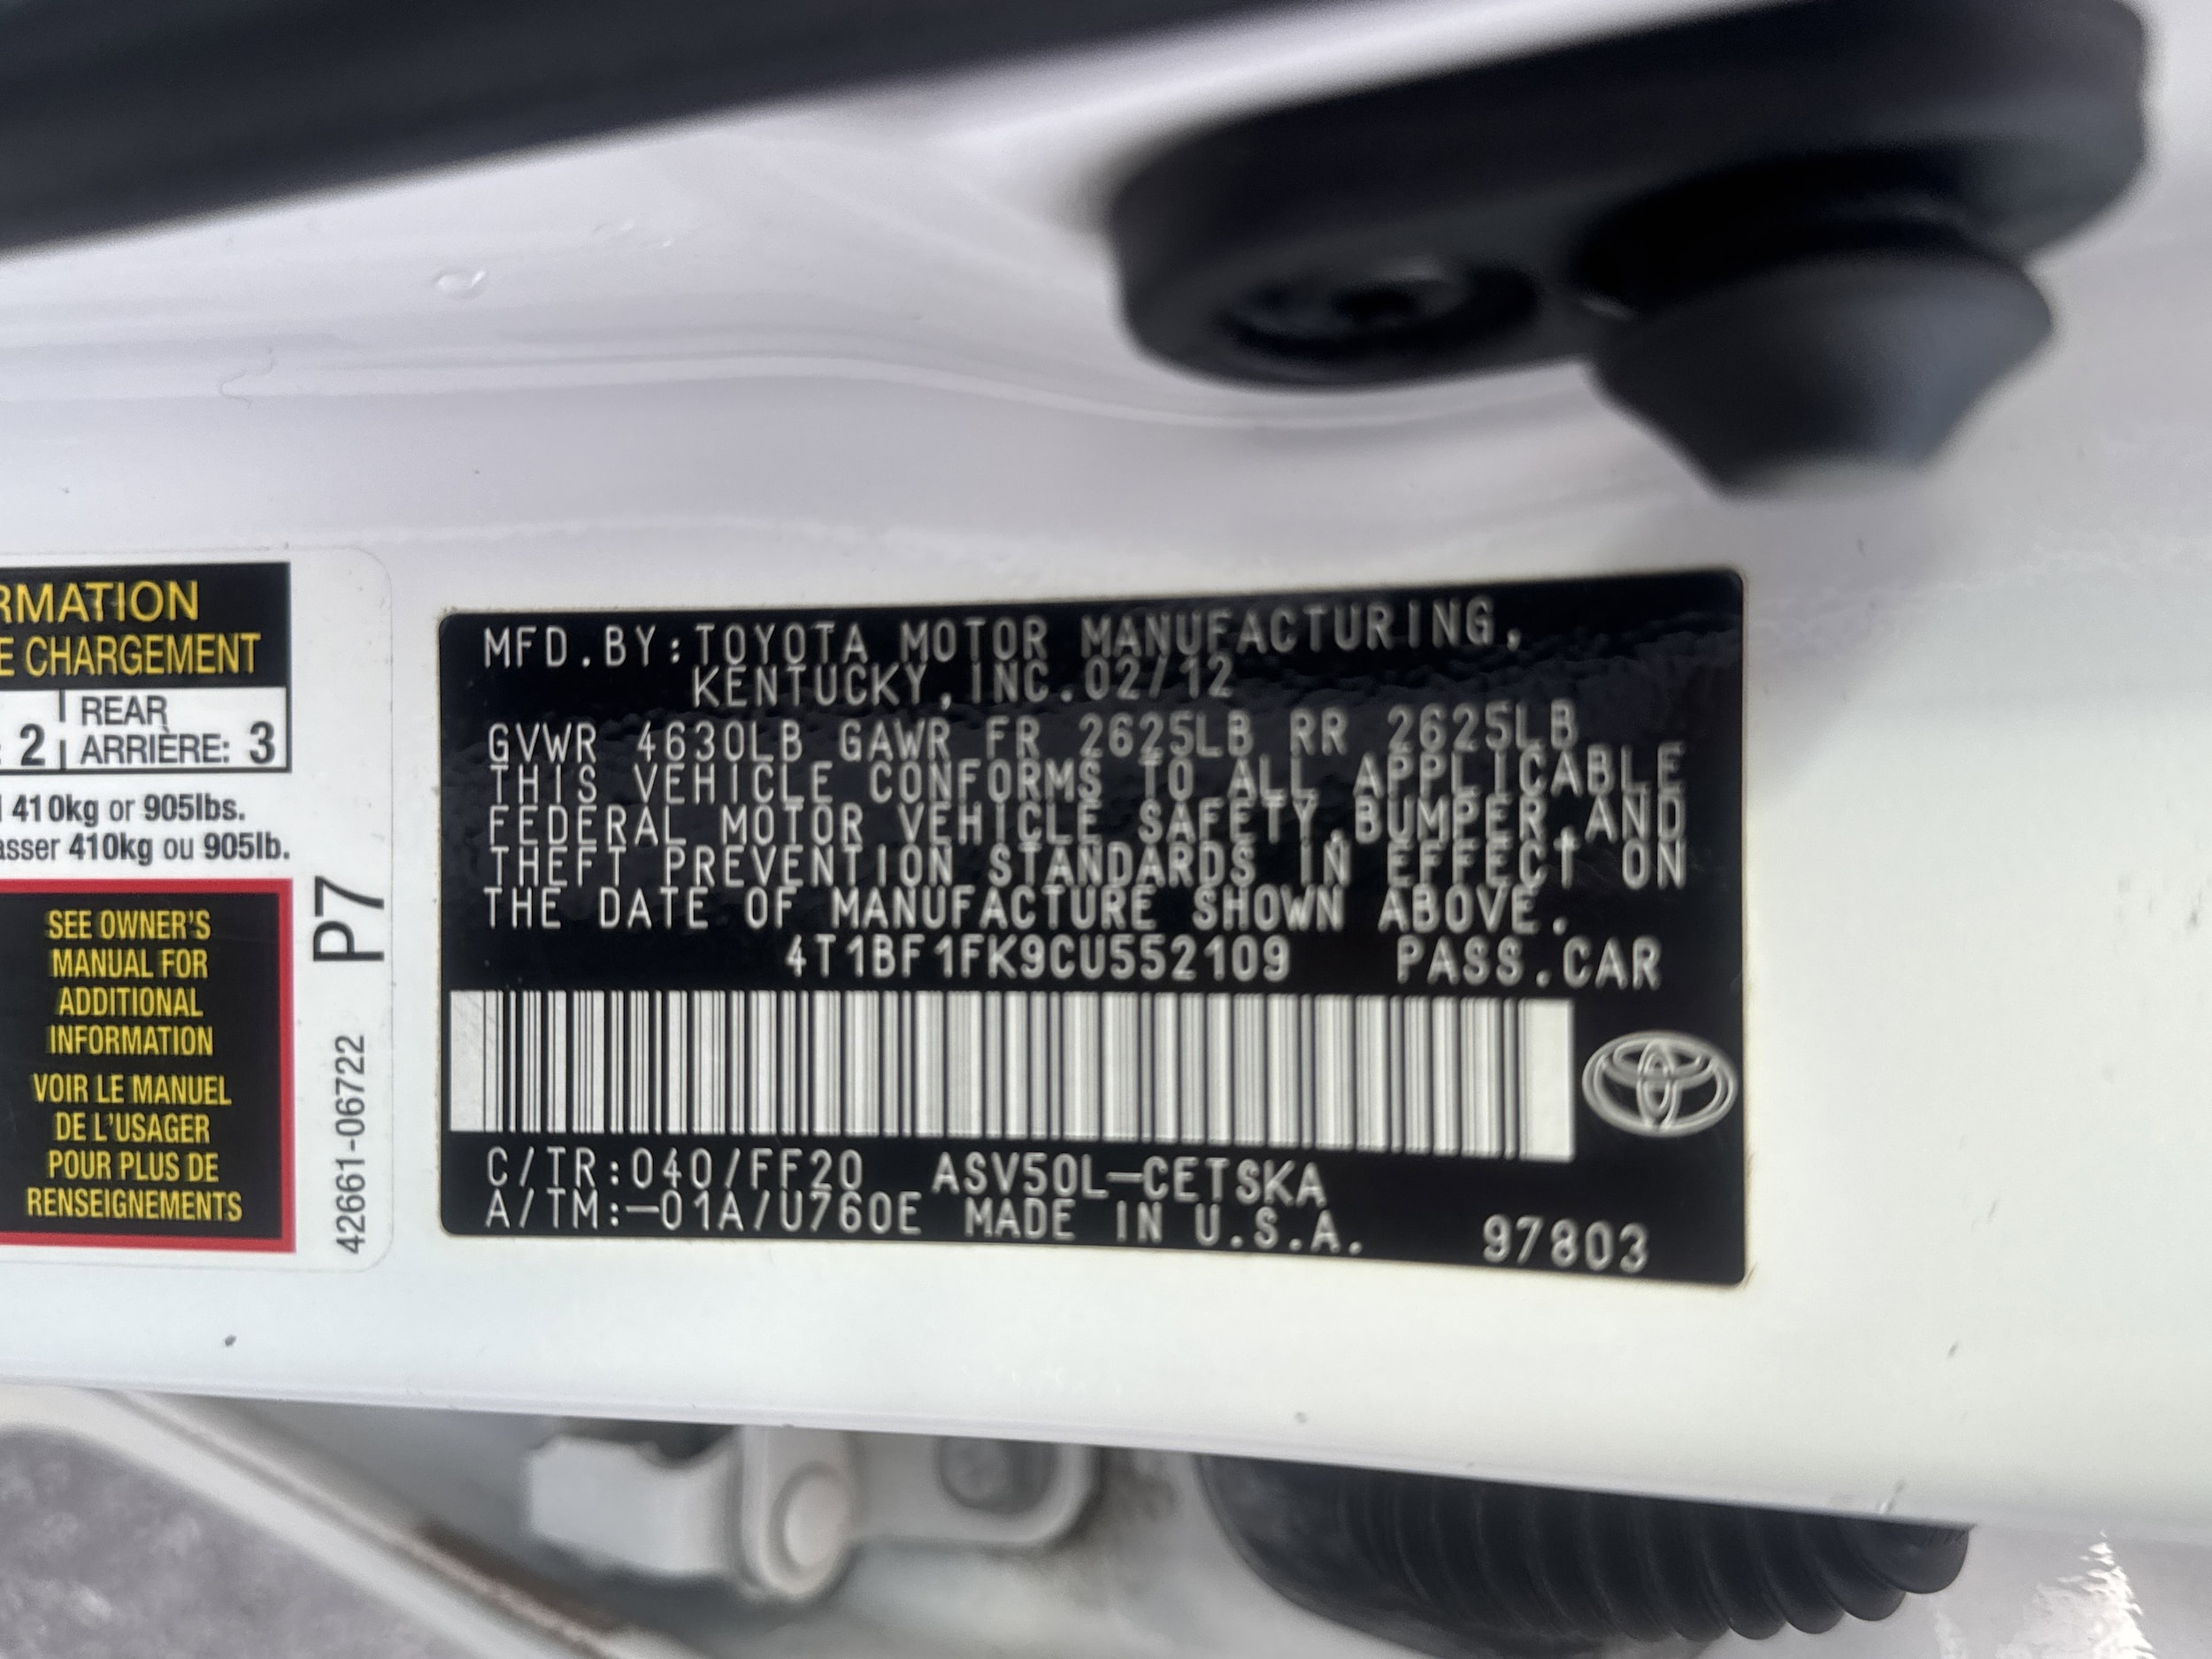 RMATION
E CHARGEMENT
2
REAR
ARRIÈRE: 3
410kg or 905lbs.
asser 410kg ou 905lb.
SEE OWNER'S
MANUAL FOR
ADDITIONAL
INFORMATION
VOIR LE MANUEL
DE L'USAGER
POUR PLUS DE
RENSEIGNEMENTS
P7
42661-06722
MFD.BY:TOYOTA MOTOR MANUFACTURING,
KENTUCKY,INC.02/12
GVWR 4630LB GAWR FR 2625LB RR 2625LB
THIS VEHICLE CONFORMS TO ALL APPLICABLE
FEDERAL MOTOR VEHICLE SAFETY,BUMPER,AND
THEFT PREVENTION STANDARDS IN EFFECT ON
THE DATE OF MANUFACTURE SHOWN ABOVE.
4T1BF1FK9CU552109 PASS.CAR
C/TR:040/FF20 ASV50L-CETSKA
A/TM:-01A/U760E MADE IN U.S.A. 97803